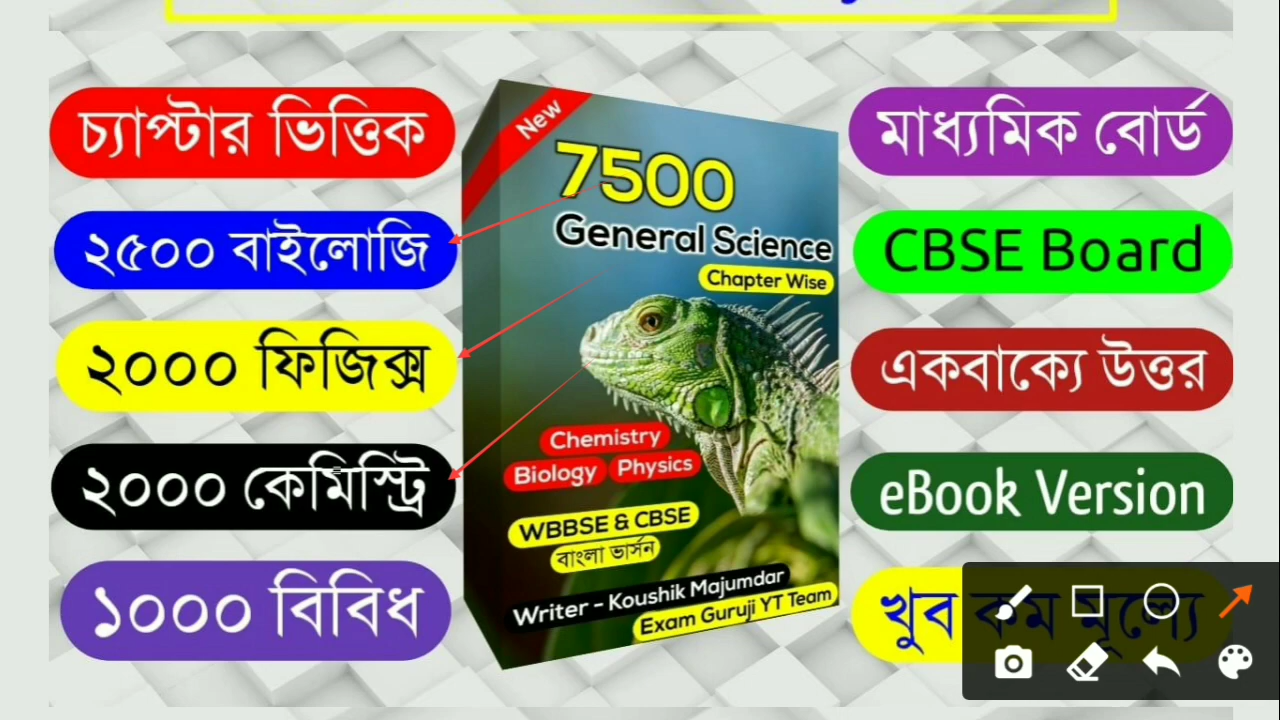 চ্যাপ্টার ভিত্তিক
২৫০০ বাইলোজি
২০০০ ফিজিক্স
২০০০ কেমিস্ট্রি
১০০০ বিবিধ
New
7500
General Science
Chapter Wise
Chemistry
Biology Physics
WBBSE & CBSE
বাংলা ভার্সন
Writer - Koushik Majumdar
Exam Guruji YT Team
মাধ্যমিক বোর্ড
CBSE Board
একবাক্যে উত্তর
eBook Version
খুব কম মূল্যে